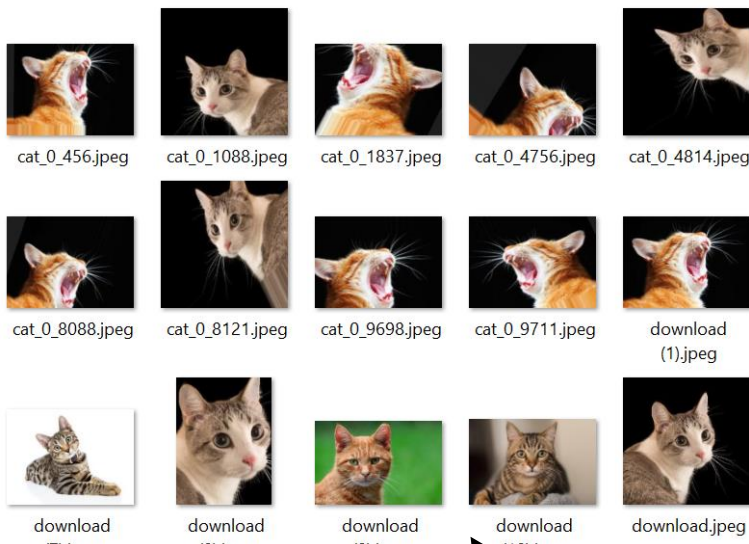 cat_0_456.jpeg
cat_0_1088.jpeg
cat_0_1837.jpeg
cat_0_4756.jpeg
cat_0_4814.jpeg
cat_0_8088.jpeg
cat_0_8121.jpeg
cat_0_9698.jpeg
cat_0_9711.jpeg
download
(1).jpeg
download
download
download
download
download.jpeg